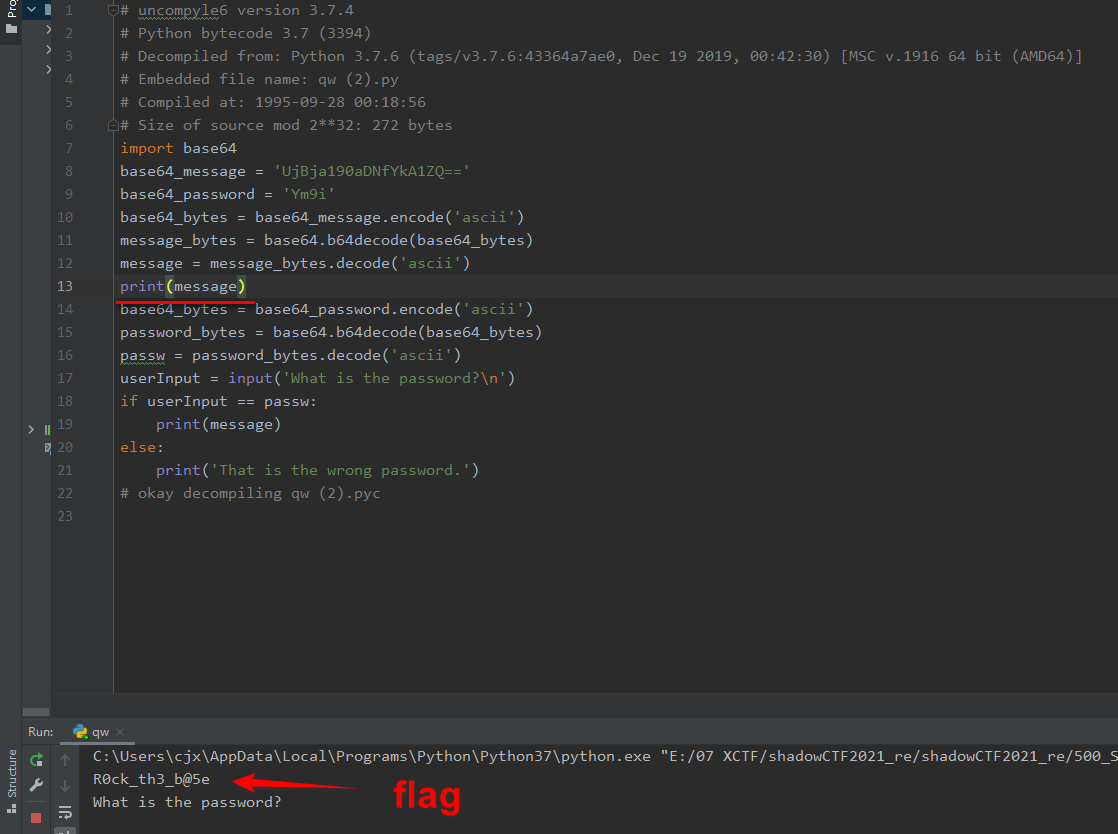 Pro
1 # uncompyle6 version 3.7.4
2 # Python bytecode 3.7 (3394)
3 # Decompiled from: Python 3.7.6 (tags/v3.7.6:43364a7ae0, Dec 19 2019, 00:42:30) [MSC v.1916 64 bit (AMD64)]
4 # Embedded file name: qw (2).py
5 # Compiled at: 1995-09-28 00:18:56
6 # Size of source mod 2**32: 272 bytes
7 import base64
8 base64_message = 'UjBja190aDNfYkA1ZQ=='
9 base64_password = 'Ym9i'
10 base64_bytes = base64_message.encode('ascii')
11 message_bytes = base64.b64decode(base64_bytes)
12 message = message_bytes.decode('ascii')
13 print(message)
14 base64_bytes = base64_password.encode('ascii')
15 password_bytes = base64.b64decode(base64_bytes)
16 passw = password_bytes.decode('ascii')
17 userInput = input('What is the password?\n')
18 if userInput == passw:
19     print(message)
20 else:
21     print('That is the wrong password.')
22 # okay decompiling qw (2).pyc
23
Run: qw
Structure
C:\Users\cjx\AppData\Local\Programs\Python\Python37\python.exe "E:/07 XCTF/shadowCTF2021_re/shadowCTF2021_re/500_S
R0ck_th3_b@5e
flag
What is the password?